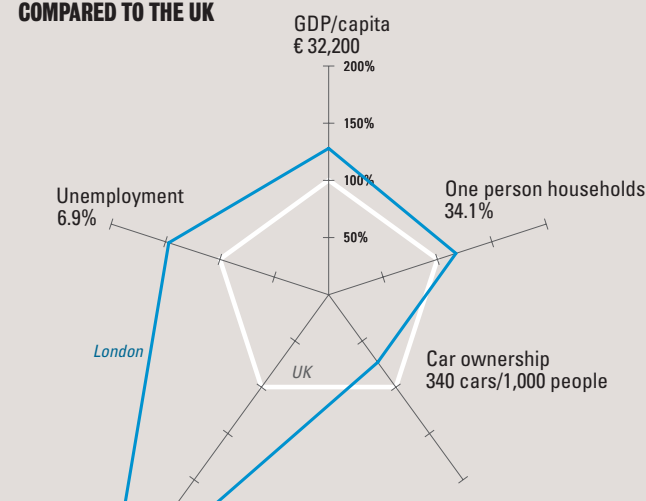 COMPARED TO THE UK
GDP/capita
€ 32,200
200%
150%
100%
50%
Unemployment
6.9%
One person households
34.1%
London
UK
Car ownership
340 cars/1,000 people